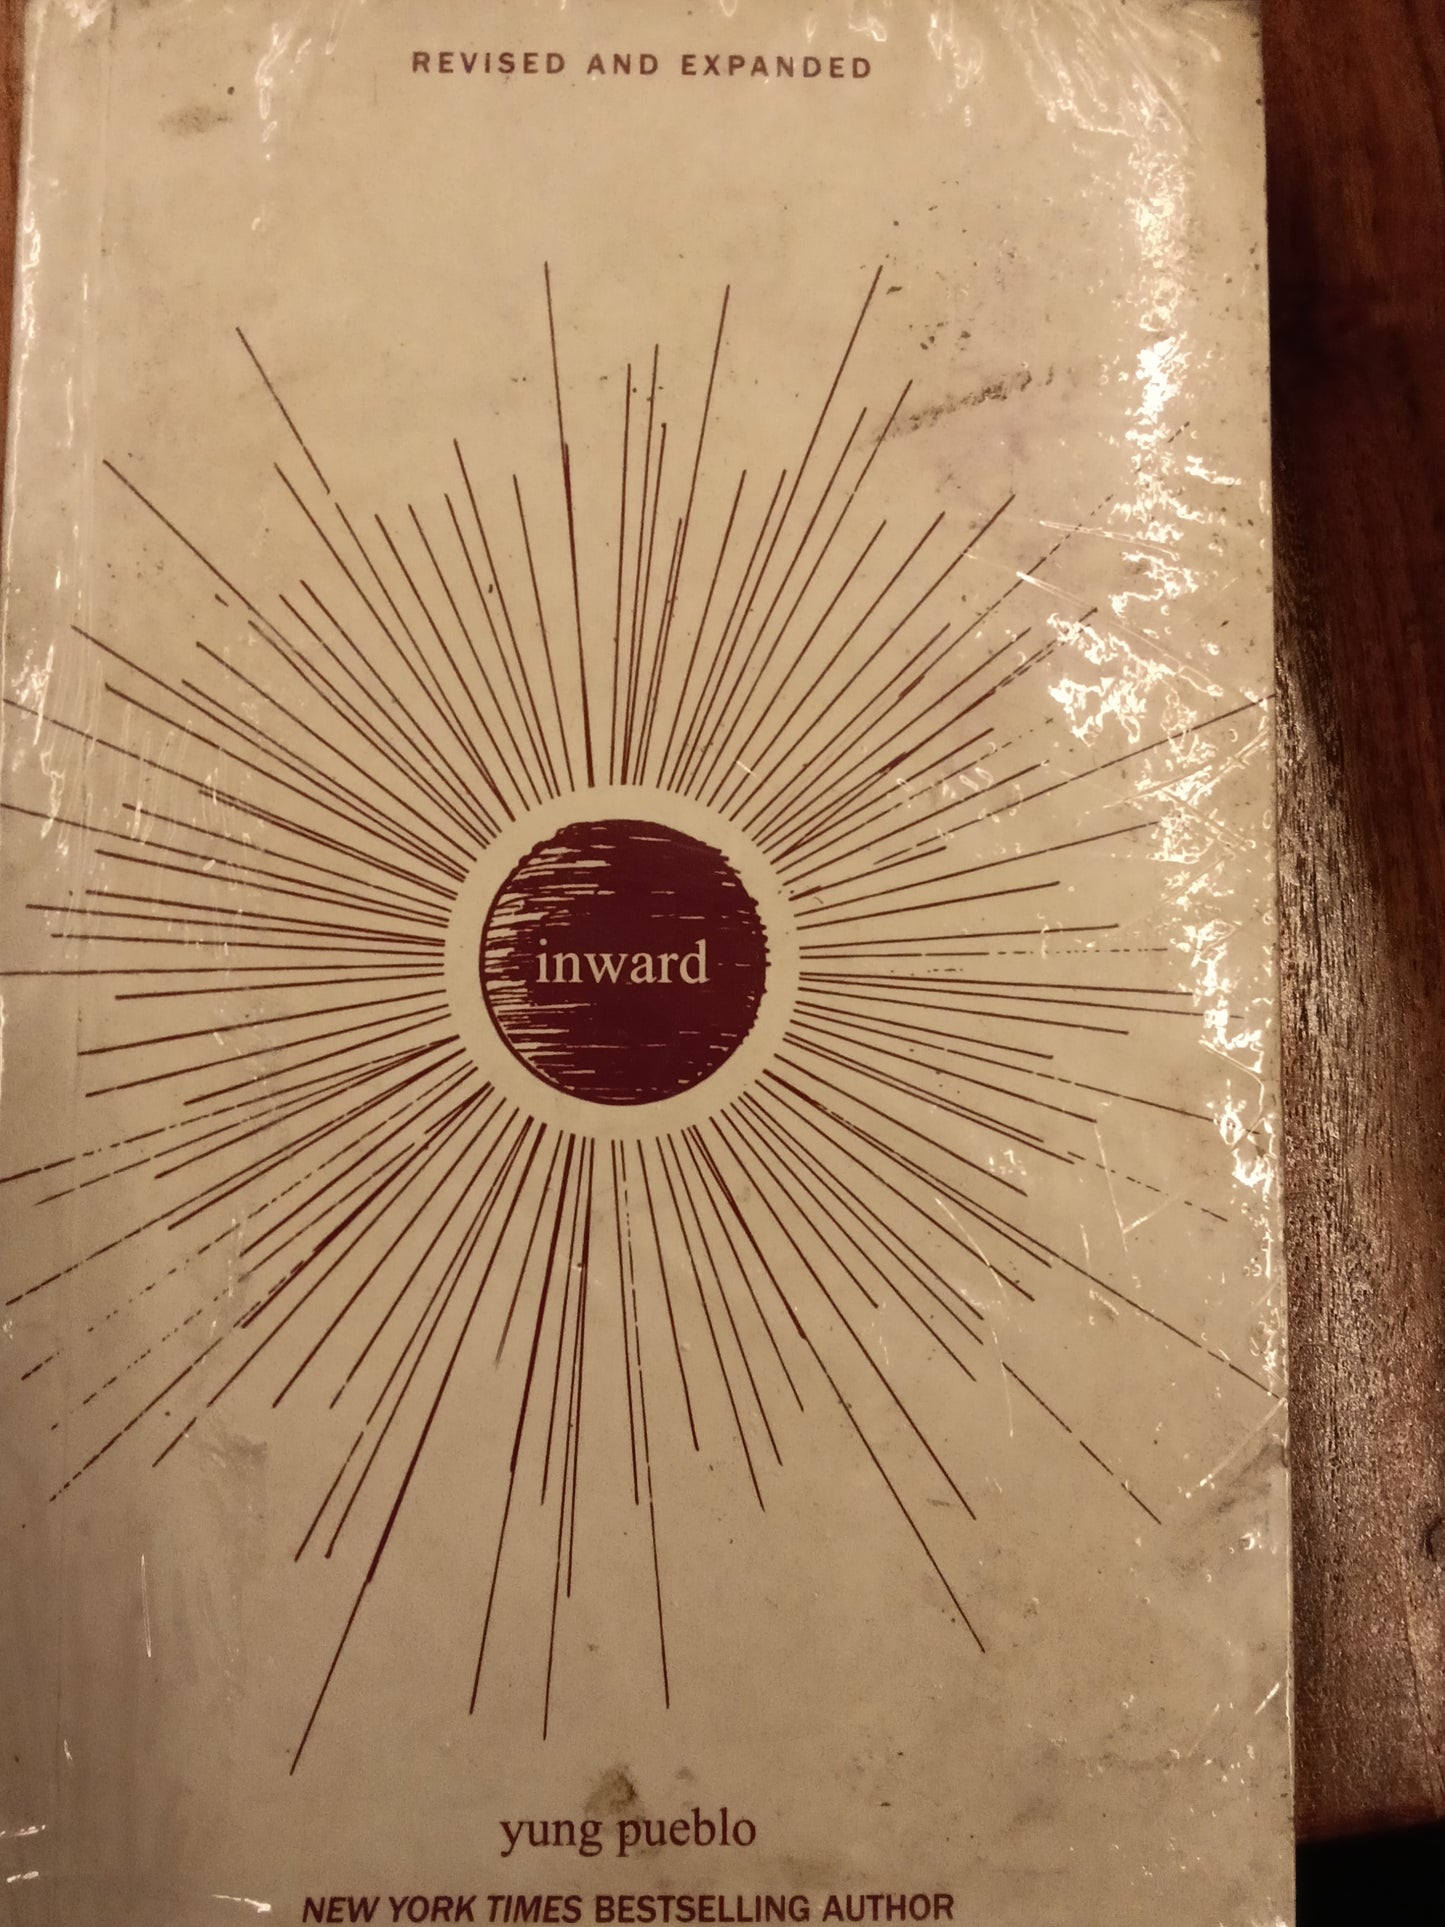 REVISED AND EXPANDED
inward
yung pueblo
NEW YORK TIMES BESTSELLING AUTHOR